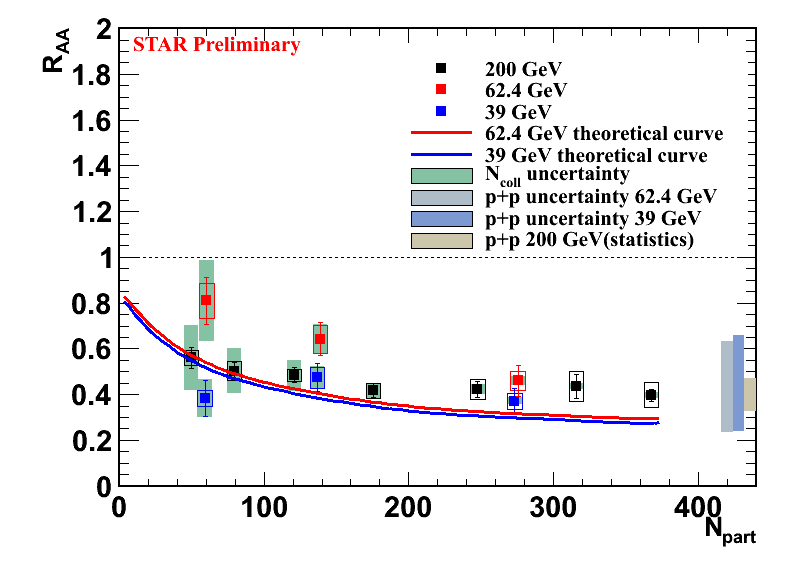 R_AA
2
1.8
1.6
1.4
1.2
1
0.8
0.6
0.4
0.2
0
STAR Preliminary
200 GeV
62.4 GeV
39 GeV
62.4 GeV theoretical curve
39 GeV theoretical curve
N_coll uncertainty
p+p uncertainty 62.4 GeV
p+p uncertainty 39 GeV
p+p 200 GeV(statistics)
0 100 200 300 400
N_part